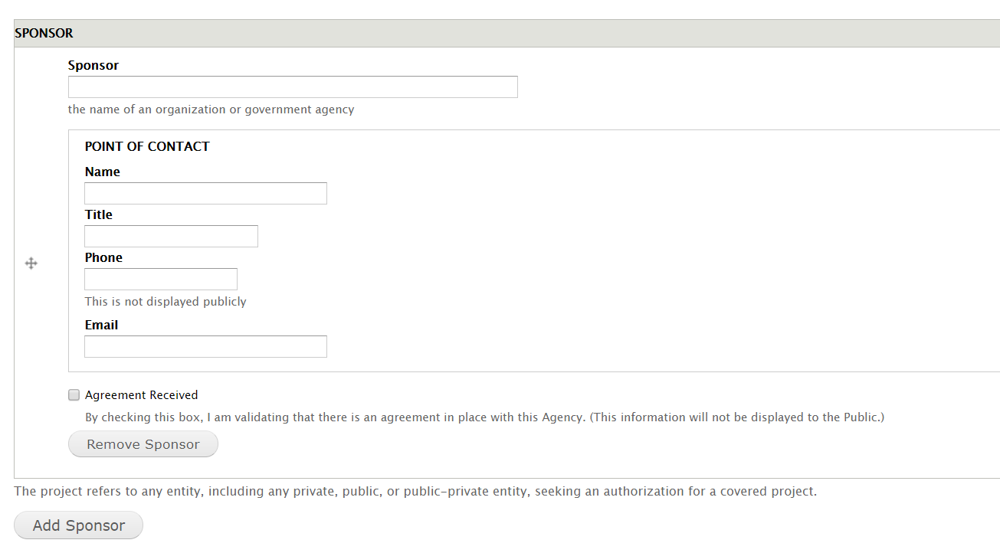 SPONSOR
Sponsor
the name of an organization or government agency
POINT OF CONTACT
Name
Title
Phone
This is not displayed publicly
Email
Agreement Received
By checking this box, I am validating that there is an agreement in place with this Agency. (This information will not be displayed to the Public.)
Remove Sponsor
The project refers to any entity, including any private, public, or public-private entity, seeking an authorization for a covered project.
Add Sponsor